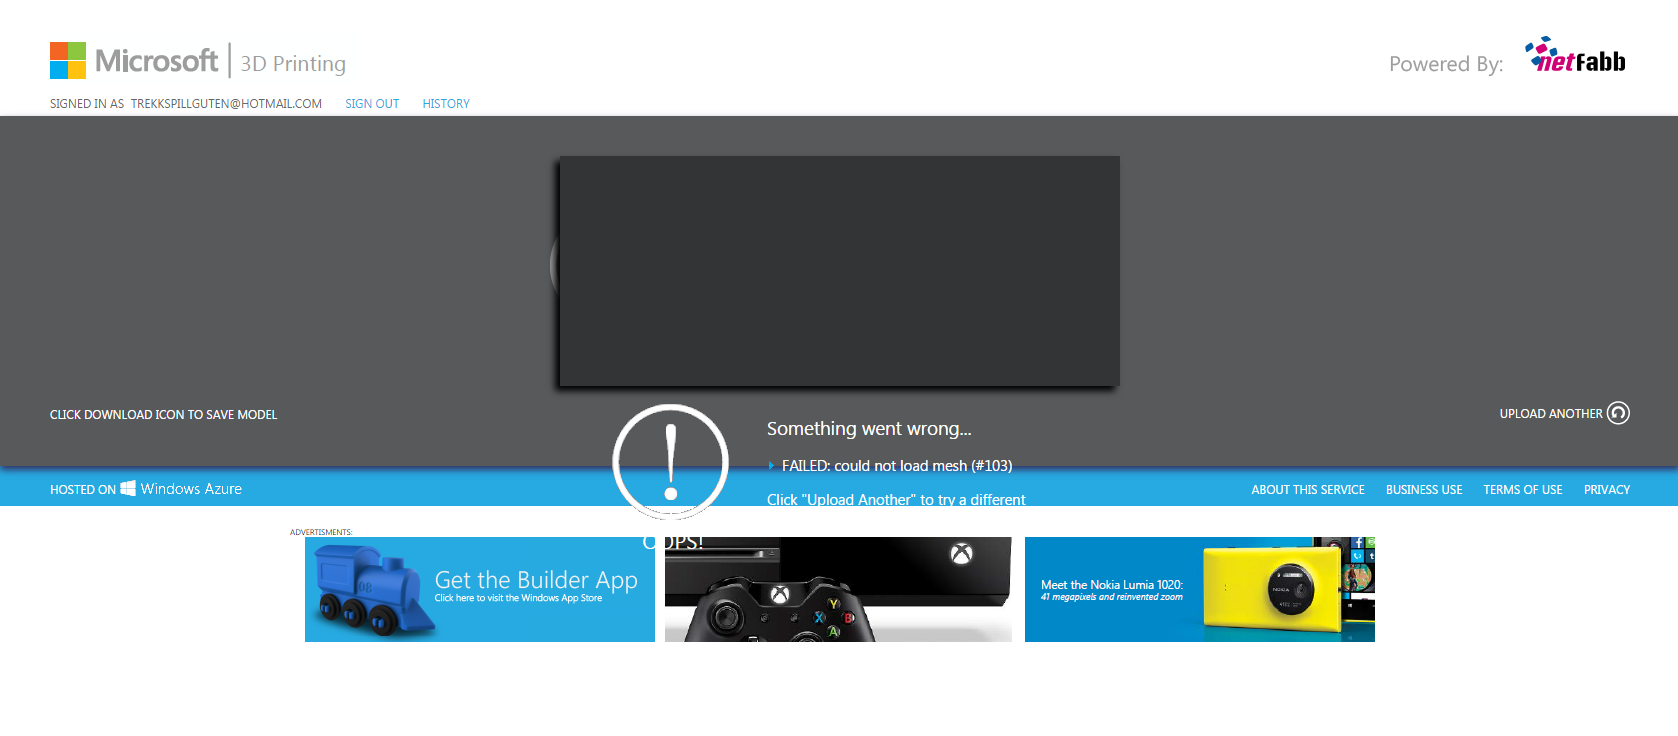 Microsoft | 3D Printing
Powered By: netfabb
SIGNED IN AS TREKKSPILLGUTEN@HOTMAIL.COM SIGN OUT HISTORY
CLICK DOWNLOAD ICON TO SAVE MODEL
UPLOAD ANOTHER
Something went wrong...
FAILED: could not load mesh (#103)
Click "Upload Another" to try a different
OOPS!
HOSTED ON Windows Azure
ABOUT THIS SERVICE BUSINESS USE TERMS OF USE PRIVACY
ADVERTISMENTS:
08
Get the Builder App
Click here to visit the Windows App Store
Y
X B
A
Meet the Nokia Lumia 1020:
41 megapixels and reinvented zoom
NOKIA